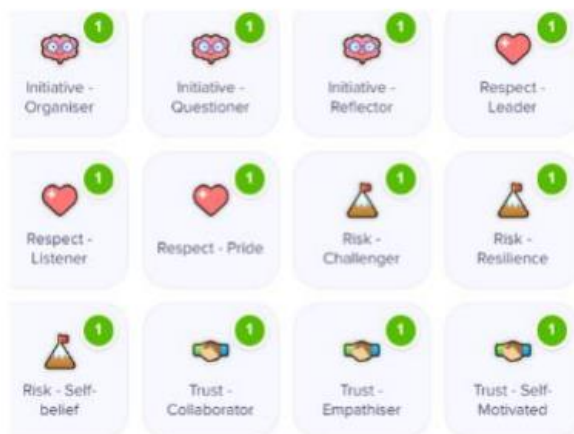 1 1 1 1
Initiative - Organiser
Initiative - Questioner
Initiative - Reflector
Respect - Leader
1 1 1 1
Respect - Listener
Respect - Pride
Risk - Challenger
Risk - Resilience
1 1 1 1
Risk - Self-belief
Trust - Collaborator
Trust - Empathiser
Trust - Self-Motivated